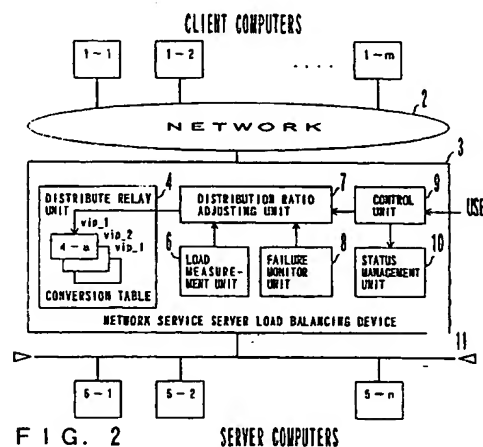 CLIENT COMPUTERS
1-1
1-2
....
1-m
2
NETWORK
3
DISTRIBUTE RELAY UNIT
4
vip_1
vip_2
vip_1
4-a
CONVERSION TABLE
DISTRIBUTION RATIO ADJUSTING UNIT
7
CONTROL UNIT
9
USE
6
LOAD MEASURE-
MENT UNIT
FAILURE MONITOR UNIT
8
STATUS MANAGEMENT UNIT
10
NETWORK SERVICE SERVER LOAD BALANCING DEVICE
11
5-1
5-2
5-n
FIG. 2
SERVER COMPUTERS